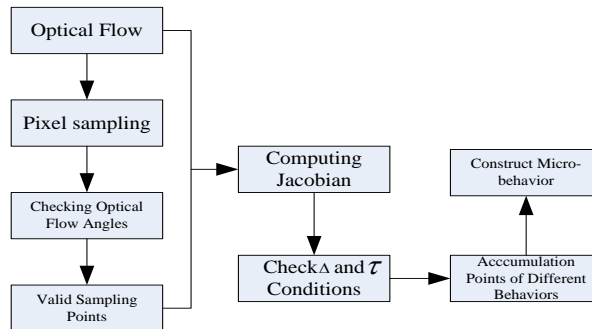 Optical Flow
Pixel sampling
Checking Optical
Flow Angles
Valid Sampling
Points
Computing
Jacobian
Check Δ and τ
Conditions
Acccumulation
Points of Different
Behaviors
Construct Micro-
behavior